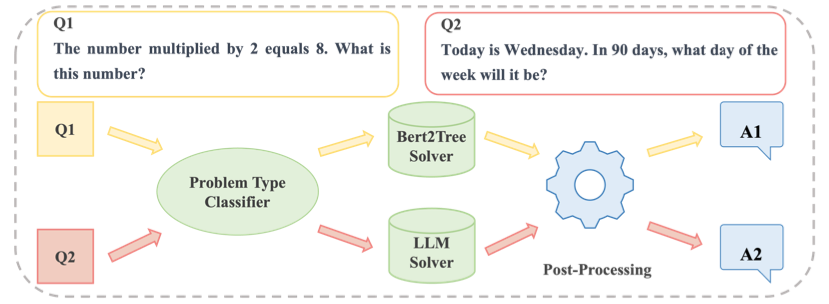 Q1
The number multiplied by 2 equals 8. What is
this number?
Q2
Today is Wednesday. In 90 days, what day of the
week will it be?
Q1
Bert2Tree
Solver
A1
Problem Type
Classifier
Q2
LLM
Solver
Post-Processing
A2